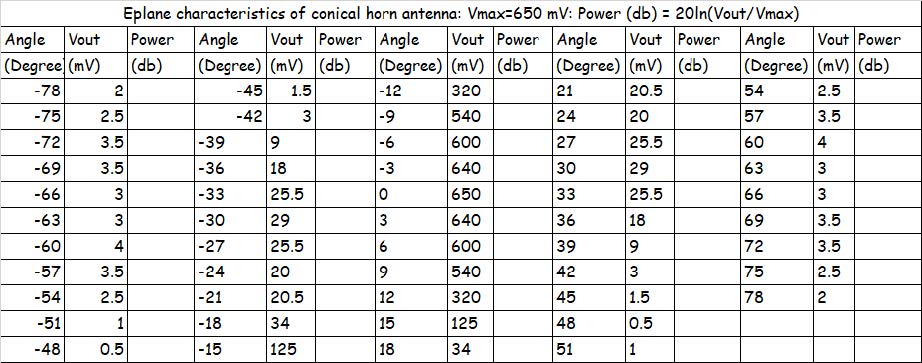 Eplane characteristics of conical horn antenna: Vmax=650 mV: Power (db) = 20ln(Vout/Vmax)
Angle Vout Power Angle Vout Power Angle Vout Power Angle Vout Power Angle Vout Power
(Degree) (mV) (db) (Degree) (mV) (db) (Degree) (mV) (db) (Degree) (mV) (db) (Degree) (mV) (db)
-78 2 -45 1.5 -12 320 21 20.5 54 2.5
-75 2.5 -42 3 -9 540 24 20 57 3.5
-72 3.5 -39 9 -6 600 27 25.5 60 4
-69 3.5 -36 18 -3 640 30 29 63 3
-66 3 -33 25.5 0 650 33 25.5 66 3
-63 3 -30 29 3 640 36 18 69 3.5
-60 4 -27 25.5 6 600 39 9 72 3.5
-57 3.5 -24 20 9 540 42 3 75 2.5
-54 2.5 -21 20.5 12 320 45 1.5 78 2
-51 1 -18 34 15 125 48 0.5
-48 0.5 -15 125 18 34 51 1